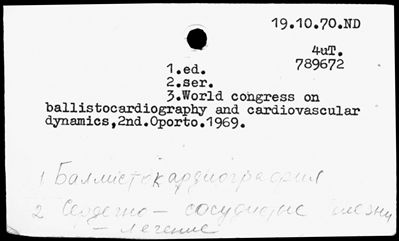 19.10.70.ND
4uT.
789672
1.ed.
2.ser.
3.World congress on
ballistocardiography and cardiovascular
dynamics,2nd.Oporto.1969.
1 Баллистокардиография
2 Сердечно - сосудистые болезни
- лечение